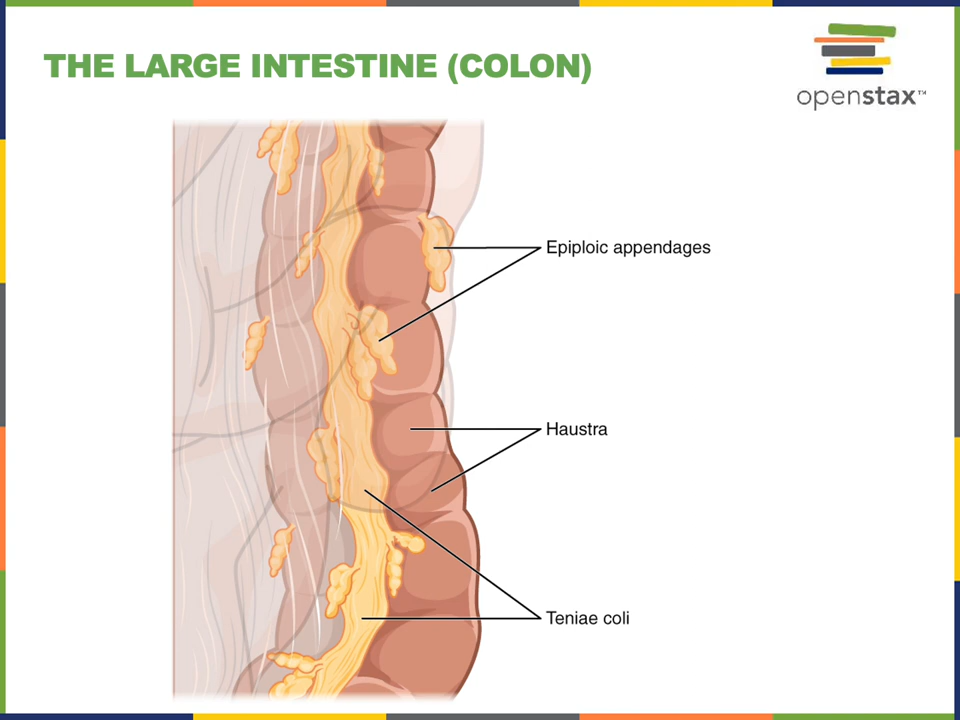 THE LARGE INTESTINE (COLON)
openstax™
Epiploic appendages
Haustra
Teniae coli